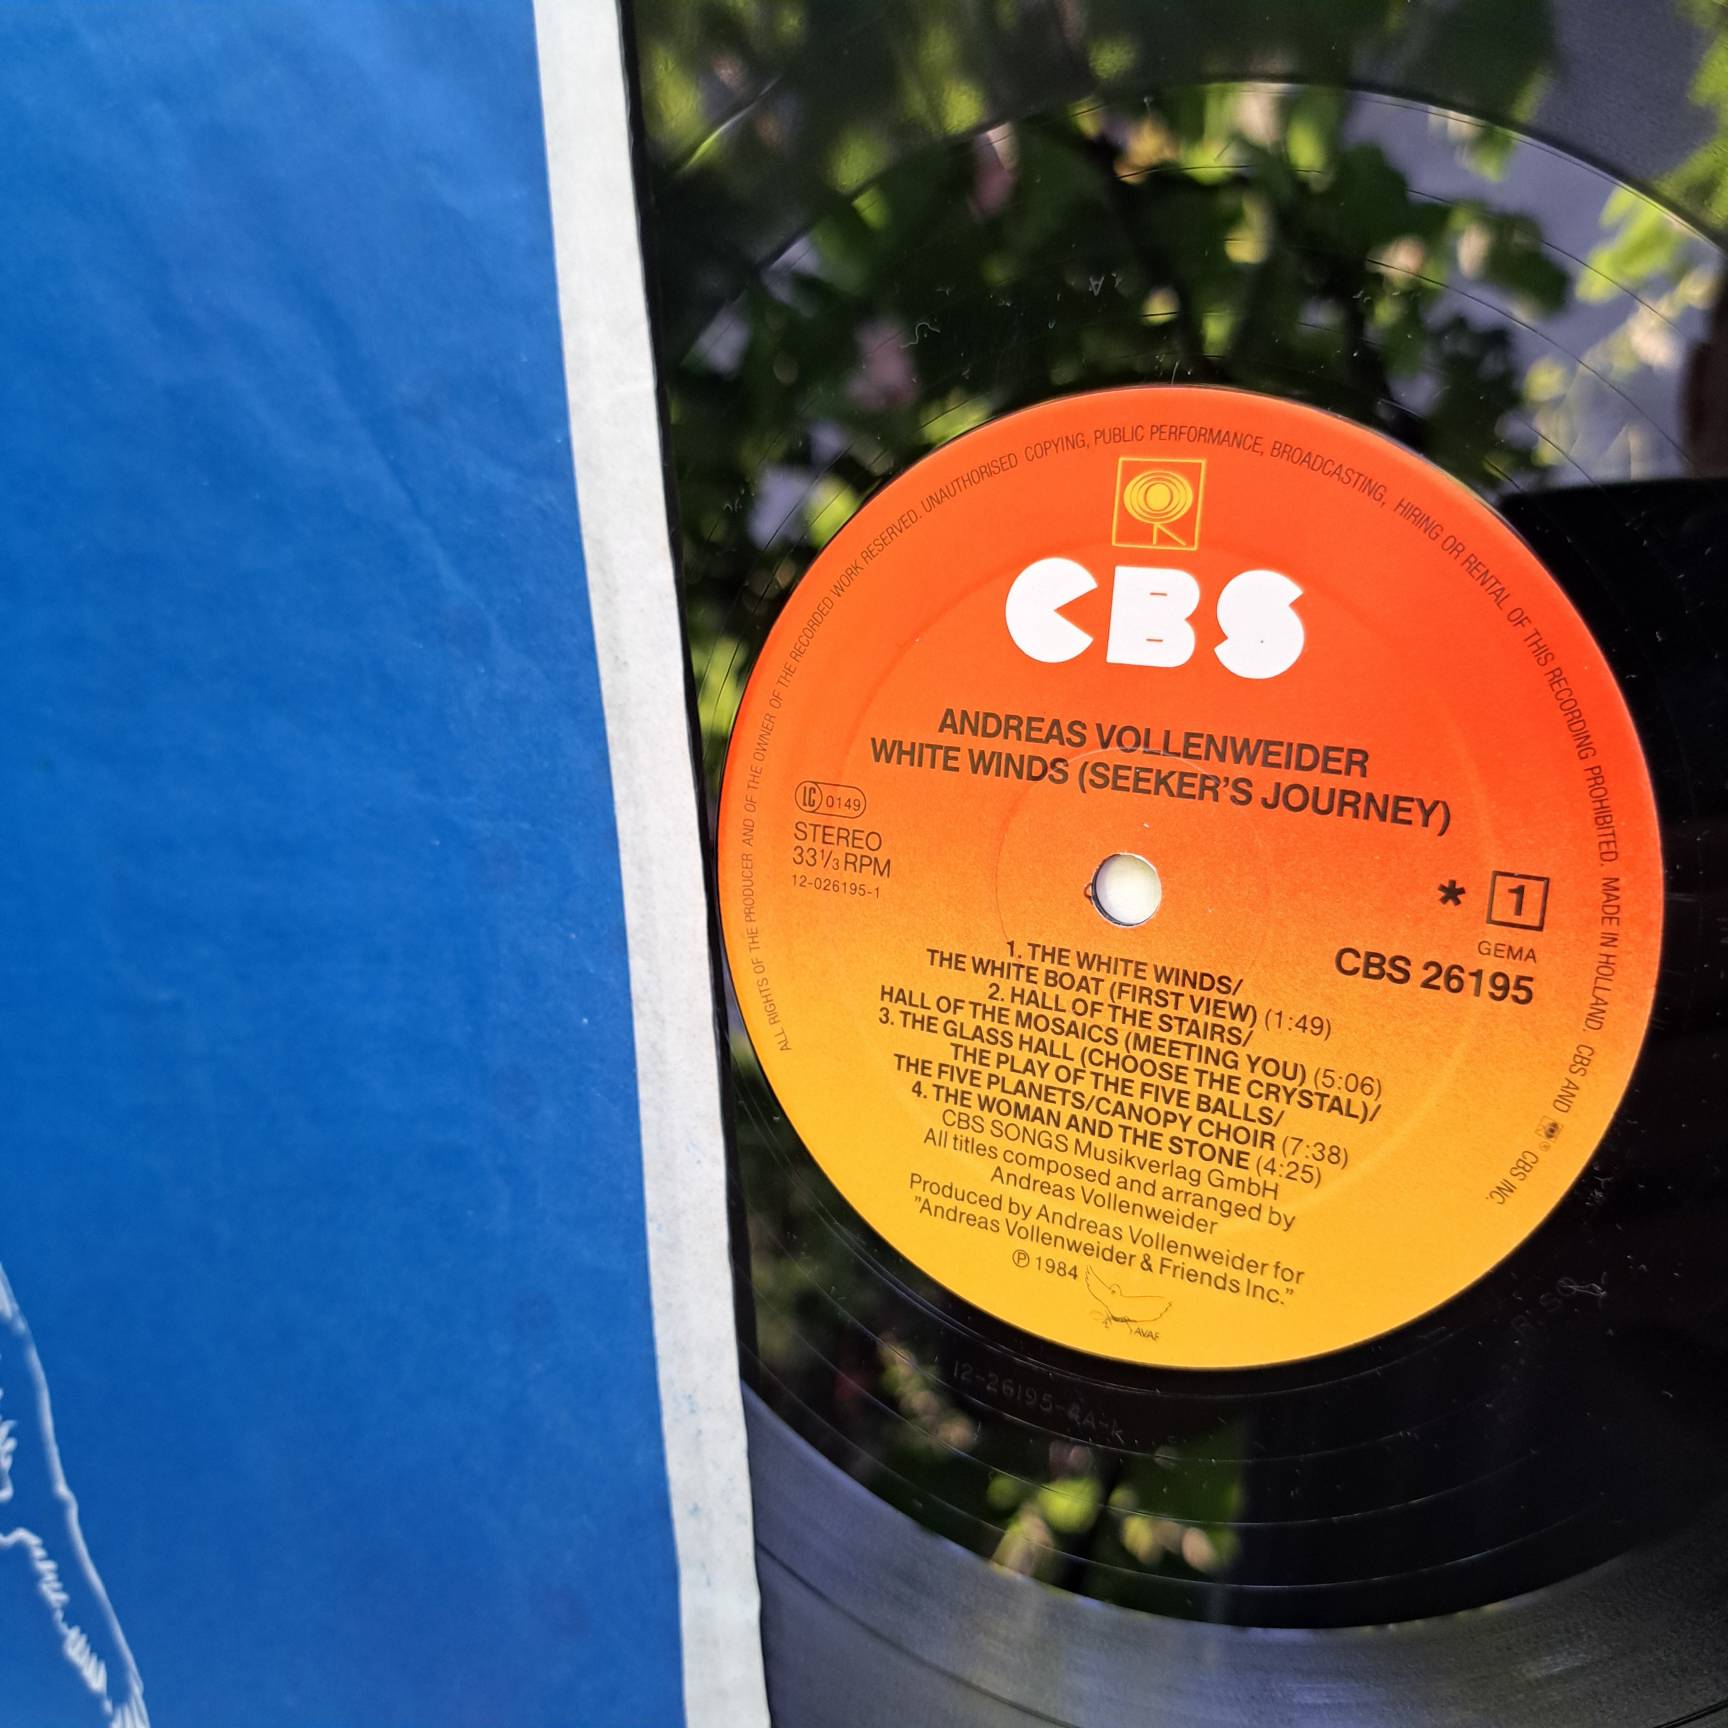 ALL RIGHTS OF THE PRODUCER AND OF THE OWNER OF THE RECORDED WORK RESERVED. UNAUTHORISED COPYING, PUBLIC PERFORMANCE, BROADCASTING, HIRING OR RENTAL OF THIS RECORDING PROHIBITED. MADE IN HOLLAND. CBS AND CBS INC.
CBS
ANDREAS VOLLENWEIDER
WHITE WINDS (SEEKER'S JOURNEY)
LC 0149
STEREO
33 1/3 RPM
12-026195-1
* 1
GEMA
CBS 26195
1. THE WHITE WINDS/
THE WHITE BOAT (FIRST VIEW) (1:49)
2. HALL OF THE STAIRS/
HALL OF THE MOSAICS (MEETING YOU) (5:06)
3. THE GLASS HALL (CHOOSE THE CRYSTAL)/
THE PLAY OF THE FIVE BALLS/
THE FIVE PLANETS/CANOPY CHOIR (7:38)
4. THE WOMAN AND THE STONE (4:25)
CBS SONGS Musikverlag GmbH
All titles composed and arranged by
Andreas Vollenweider
Produced by Andreas Vollenweider for
"Andreas Vollenweider & Friends Inc."
℗ 1984
AVAF